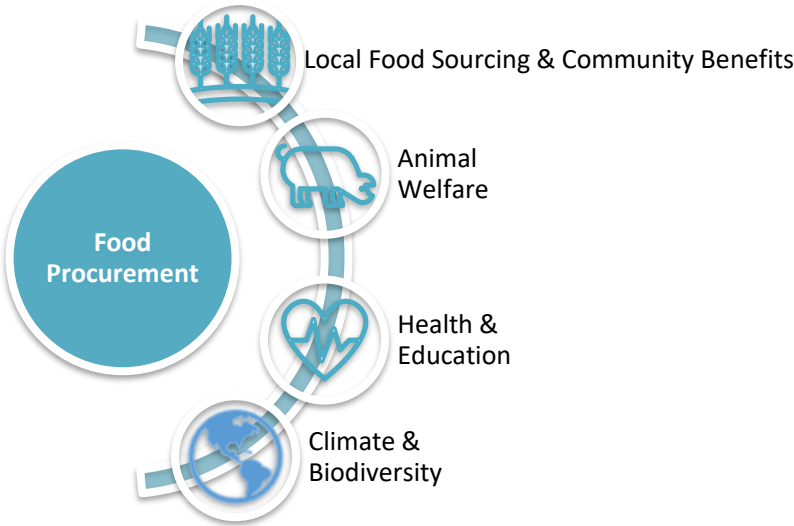 Local Food Sourcing & Community Benefits
Animal
Welfare
Food
Procurement
Health &
Education
Climate &
Biodiversity